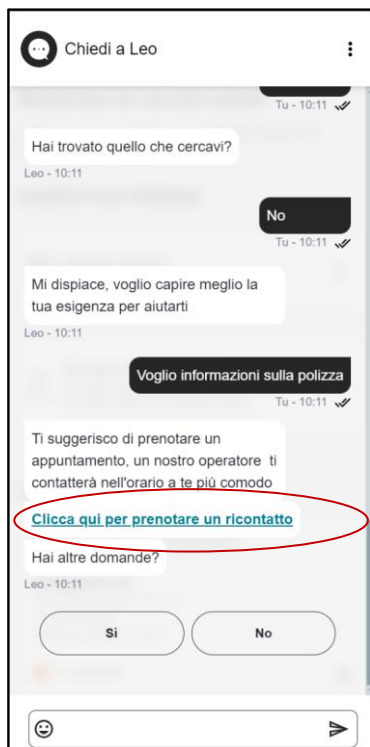 Chiedi a Leo
Tu - 10:11
Hai trovato quello che cercavi?
Leo - 10:11
No
Tu - 10:11
Mi dispiace, voglio capire meglio la
tua esigenza per aiutarti
Leo - 10:11
Voglio informazioni sulla polizza
Tu - 10:11
Ti suggerisco di prenotare un
appuntamento, un nostro operatore ti
contatterà nell'orario a te più comodo
Clicca qui per prenotare un ricontatto
Hai altre domande?
Leo - 10:11
Si
No